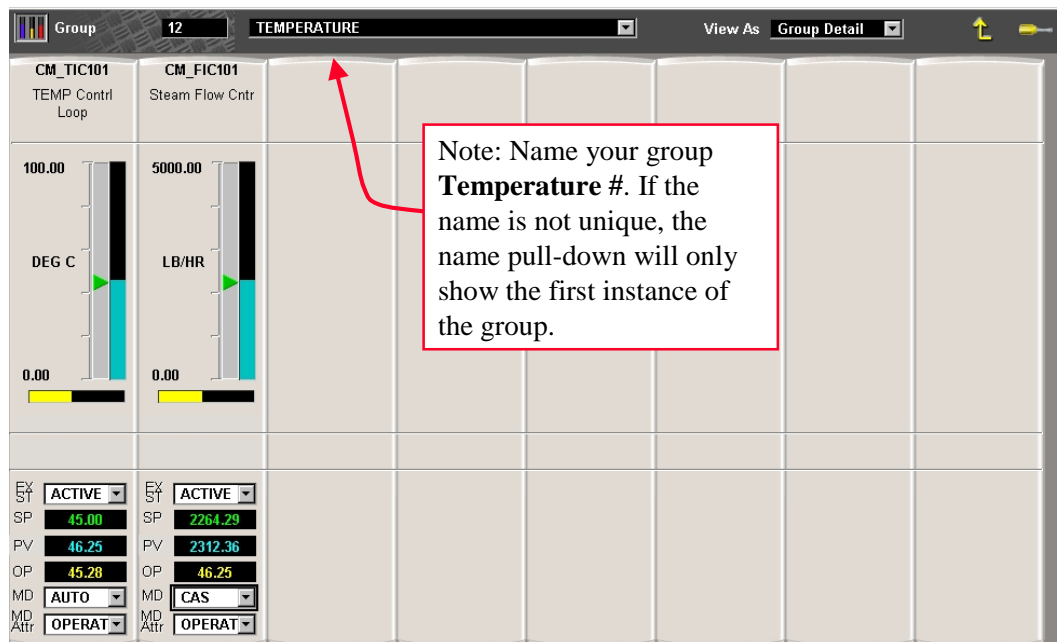 Group 12 TEMPERATURE View As Group Detail
CM_TIC101
TEMP Contrl
Loop
100.00
DEG C
0.00
EX ST ACTIVE
SP 45.00
PV 46.25
OP 45.28
MD AUTO
MD Attr OPERAT
CM_FIC101
Steam Flow Cntr
5000.00
LB/HR
0.00
EX ST ACTIVE
SP 2264.29
PV 2312.36
OP 46.25
MD CAS
MD Attr OPERAT
Note: Name your group
Temperature #. If the
name is not unique, the
name pull-down will only
show the first instance of
the group.